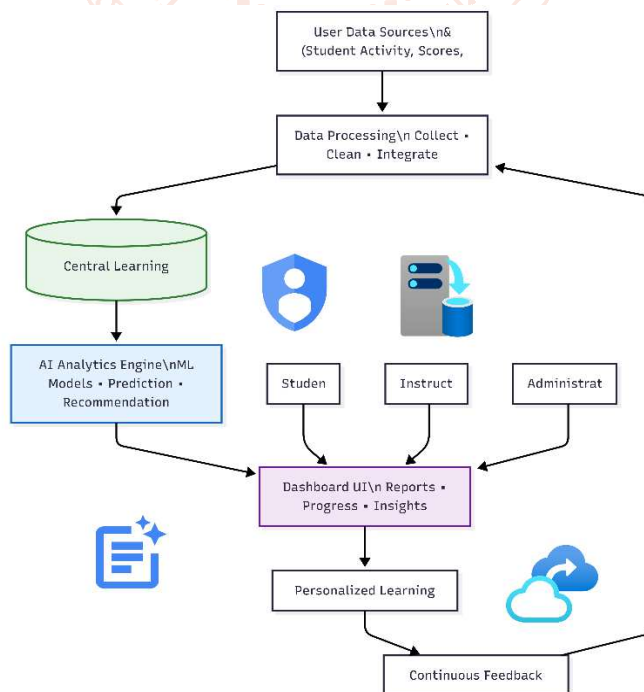 User Data Sources\n&
(Student Activity, Scores,
Data Processing\n Collect •
Clean • Integrate
Central Learning
AI Analytics Engine\nML
Models • Prediction •
Recommendation
Studen
Instruct
Administrat
Dashboard UI\n Reports •
Progress • Insights
Personalized Learning
Continuous Feedback